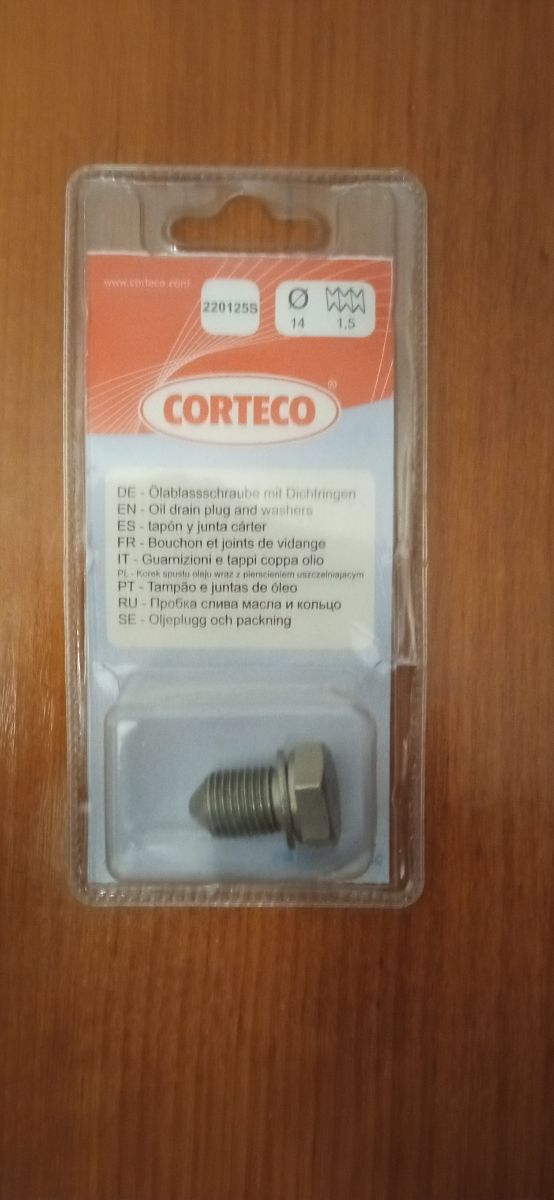 www.corteco.com
220125S
Ø
14 1,5
CORTECO®
DE - Ölablassschraube mit Dichtringen
EN - Oil drain plug and washers
ES - tapón y junta cárter
FR - Bouchon et joints de vidange
IT - Guarnizioni e tappi coppa olio
PL - Korek spustu oleju wraz z pierscieniem uszczelniajacym
PT - Tampão e juntas de óleo
RU - Пробка слива масла и кольцо
SE - Oljeplugg och packning